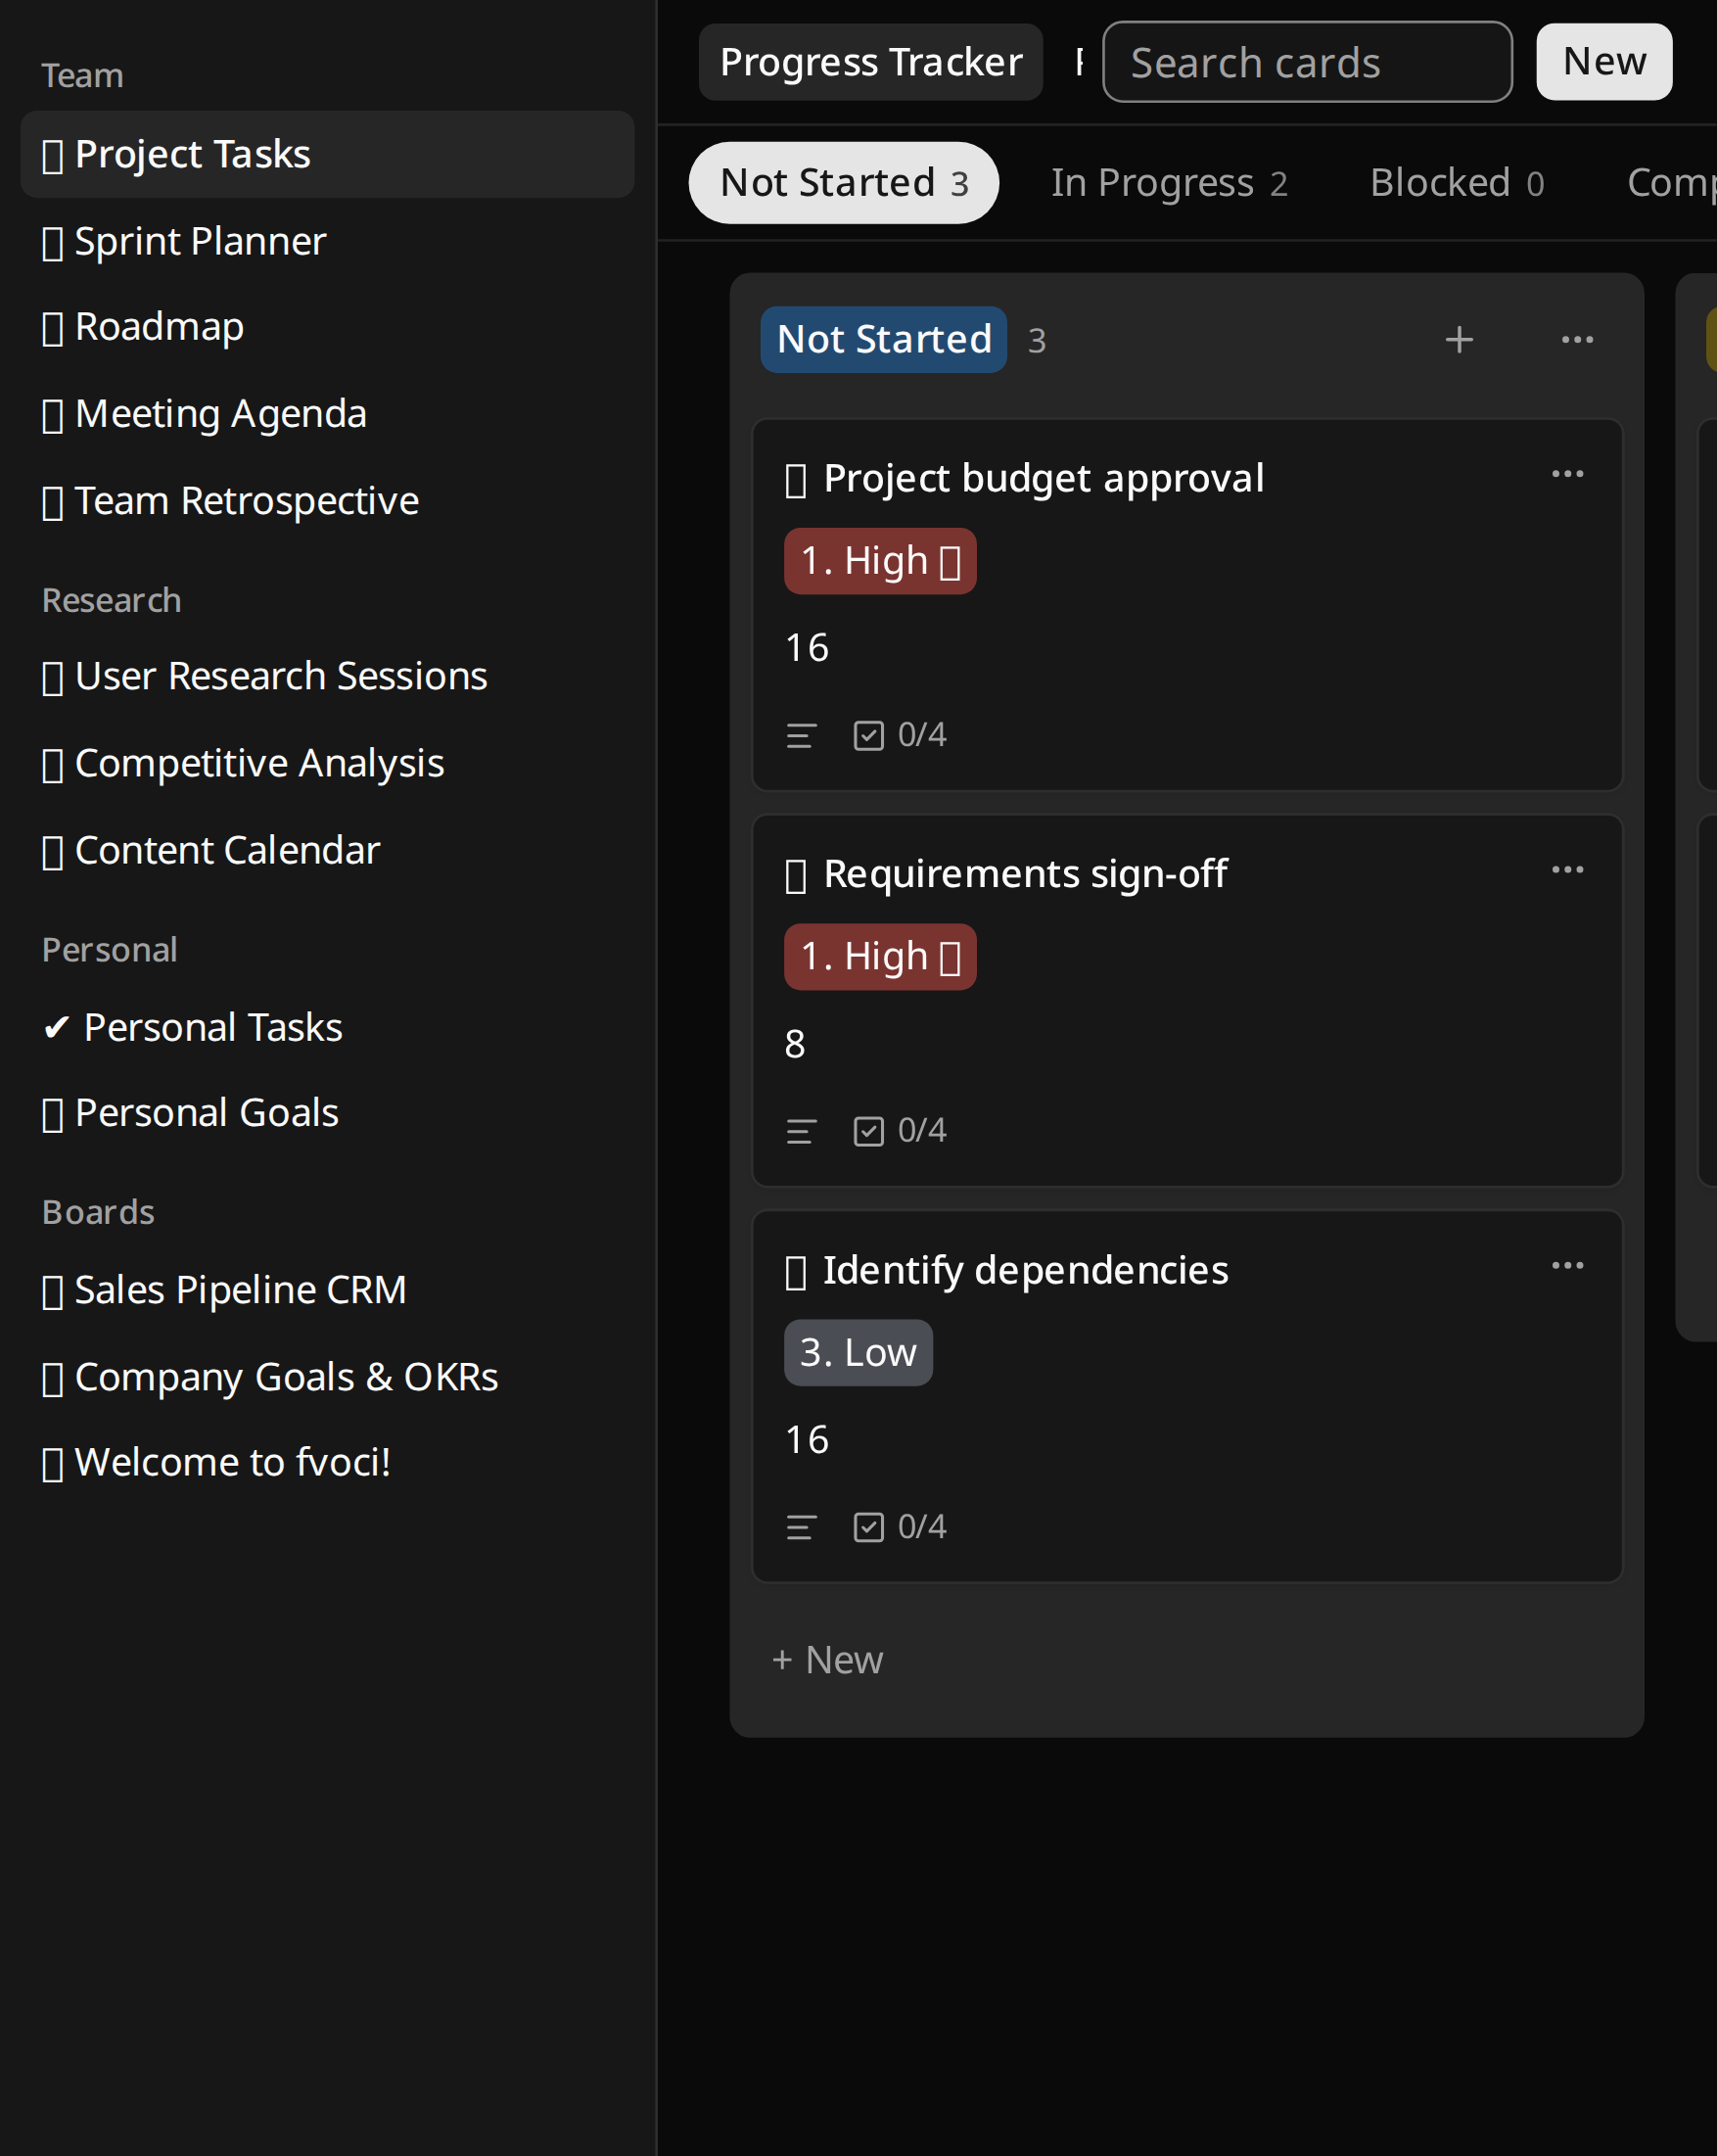 Team
Project Tasks
Sprint Planner
Roadmap
Meeting Agenda
Team Retrospective
Research
User Research Sessions
Competitive Analysis
Content Calendar
Personal
✔ Personal Tasks
Personal Goals
Boards
Sales Pipeline CRM
Company Goals & OKRs
Welcome to fvoci!
Progress Tracker
Search cards
New
Not Started 3
In Progress 2
Blocked 0
Not Started 3
Project budget approval
1. High
16
0/4
Requirements sign-off
1. High
8
0/4
Identify dependencies
3. Low
16
0/4
+ New